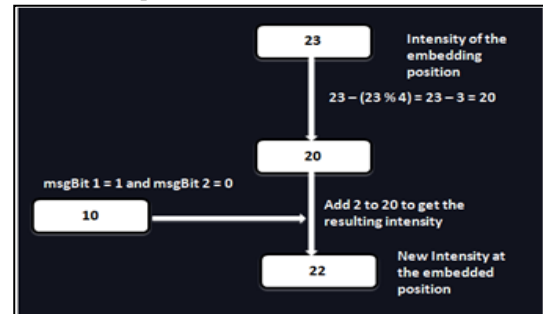 23
Intensity of the
embedding
position
23 – (23 % 4) = 23 – 3 = 20
20
msgBit 1 = 1 and msgBit 2 = 0
10
Add 2 to 20 to get the
resulting intensity
22
New Intensity at
the embedded
position